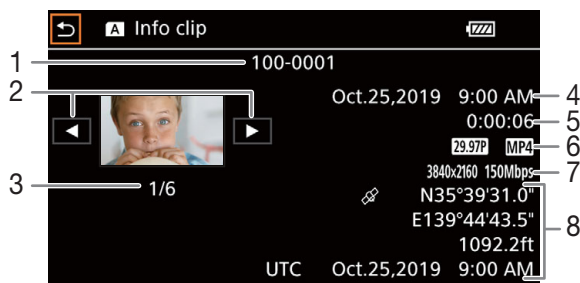 A Info clip
1 100-0001
2
Oct.25,2019 9:00 AM 4
0:00:06 5
29.97P MP4 6
3840x2160 150Mbps 7
3 1/6
N35°39'31.0"
E139°44'43.5"
8
1092.2ft
UTC Oct.25,2019 9:00 AM